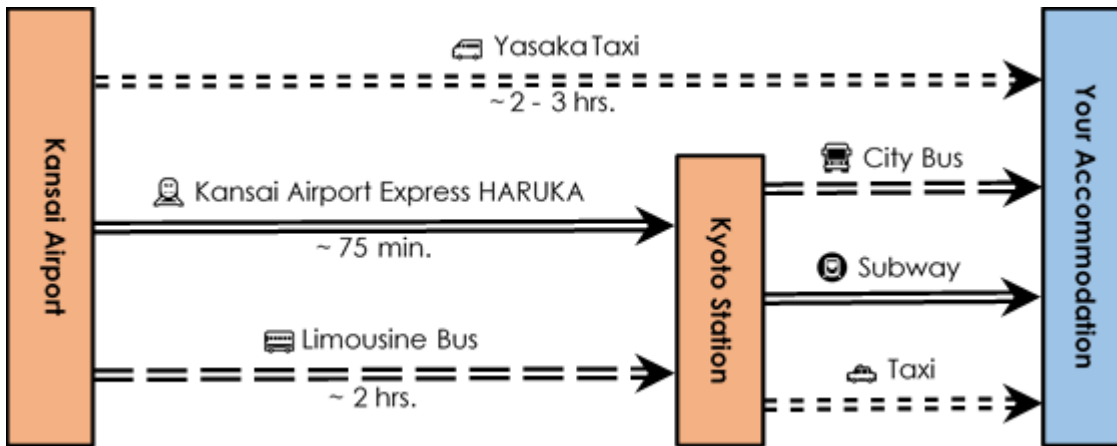 Yasaka Taxi
~ 2 - 3 hrs.
Kansai Airport
Kansai Airport Express HARUKA
~ 75 min.
Limousine Bus
~ 2 hrs.
Kyoto Station
City Bus
Subway
Taxi
Your Accommodation